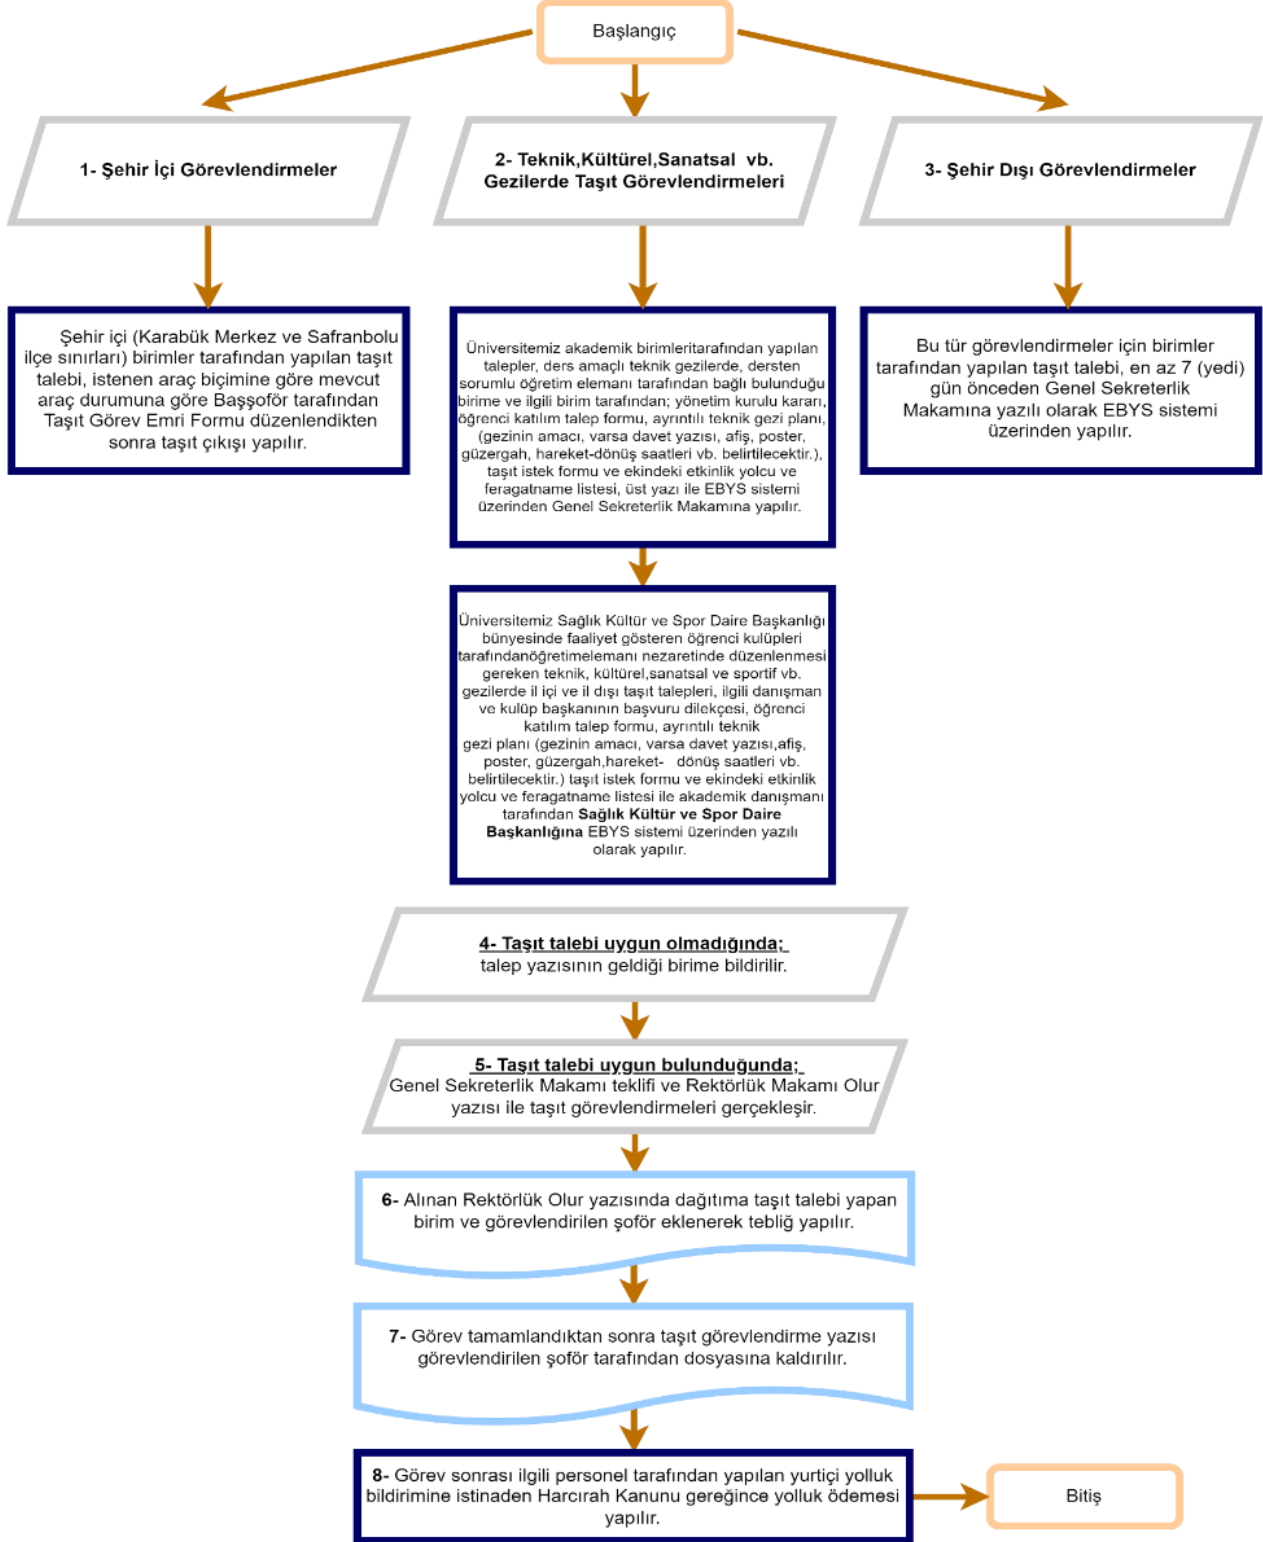 Başlangıç
1- Şehir İçi Görevlendirmeler
2- Teknik,Kültürel,Sanatsal vb.
Gezilerde Taşıt Görevlendirmeleri
3- Şehir Dışı Görevlendirmeler
Şehir içi (Karabük Merkez ve Safranbolu
ilçe sınırları) birimler tarafından yapılan taşıt
talebi, istenen araç biçimine göre mevcut
araç durumuna göre Başşoför tarafından
Taşıt Görev Emri Formu düzenlendikten
sonra taşıt çıkışı yapılır.
Üniversitemiz akademik birimleritarafından yapılan
talepler, ders amaçlı teknik gezilerde, dersten
sorumlu öğretim elemanı tarafından bağlı bulunduğu
birime ve ilgili birim tarafından; yönetim kurulu kararı,
öğrenci katılım talep formu, ayrıntılı teknik gezi planı,
(gezinin amacı, varsa davet yazısı, afiş, poster,
güzergah, hareket-dönüş saatleri vb. belirtilecektir.),
taşıt istek formu ve ekindeki etkinlik yolcu ve
feragatname listesi, üst yazı ile EBYS sistemi
üzerinden Genel Sekreterlik Makamına yapılır.
Bu tür görevlendirmeler için birimler
tarafından yapılan taşıt talebi, en az 7 (yedi)
gün önceden Genel Sekreterlik
Makamına yazılı olarak EBYS sistemi
üzerinden yapılır.
Üniversitemiz Sağlık Kültür ve Spor Daire Başkanlığı
bünyesinde faaliyet gösteren öğrenci kulüpleri
tarafındanöğretimelemanı nezaretinde düzenlenmesi
gereken teknik, kültürel,sanatsal ve sportif vb.
gezilerde il içi ve il dışı taşıt talepleri, ilgili danışman
ve kulüp başkanının başvuru dilekçesi, öğrenci
katılım talep formu, ayrıntılı teknik
gezi planı (gezinin amacı, varsa davet yazısı,afiş,
poster, güzergah,hareket- dönüş saatleri vb.
belirtilecektir.) taşıt istek formu ve ekindeki etkinlik
yolcu ve feragatname listesi ile akademik danışmanı
tarafından Sağlık Kültür ve Spor Daire
Başkanlığına EBYS sistemi üzerinden yazılı
olarak yapılır.
4- Taşıt talebi uygun olmadığında;
talep yazısının geldiği birime bildirilir.
5- Taşıt talebi uygun bulunduğunda;
Genel Sekreterlik Makamı teklifi ve Rektörlük Makamı Olur
yazısı ile taşıt görevlendirmeleri gerçekleşir.
6- Alınan Rektörlük Olur yazısında dağıtıma taşıt talebi yapan
birim ve görevlendirilen şoför eklenerek tebliğ yapılır.
7- Görev tamamlandıktan sonra taşıt görevlendirme yazısı
görevlendirilen şoför tarafından dosyasına kaldırılır.
8- Görev sonrası ilgili personel tarafından yapılan yurtiçi yolluk
bildirimine istinaden Harcırah Kanunu gereğince yolluk ödemesi
yapılır.
Bitiş